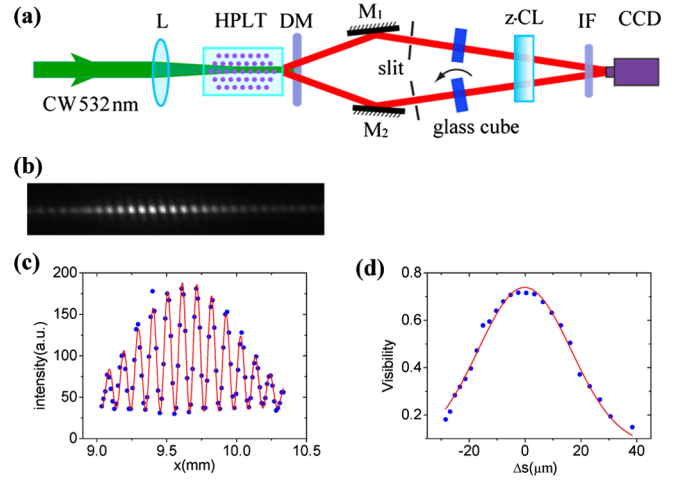 (a)
L
HPLT
DM
M1
z-CL
IF
CCD
slit
CW 532 nm
M2
glass cube
(b)
(c)
200
150
100
50
0
intensity(a.u.)
9.0
9.5
10.0
10.5
x(mm)
(d)
0.8
0.6
0.4
0.2
Visibility
-20
0
20
40
Δs(μm)